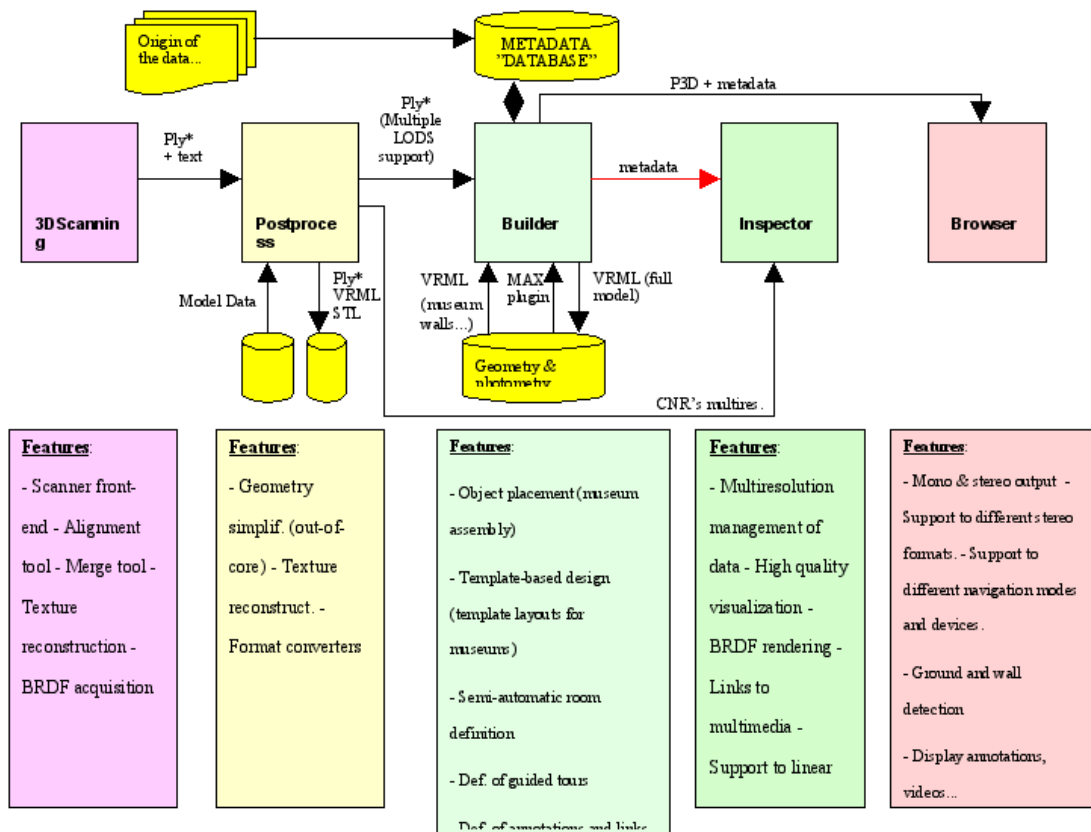 Origin of
the data...
METADATA
"DATABASE"
P3D + metadata
Ply*
+ text
Ply*
(Multiple
LODS
support)
metadata
3DScannin
g
Postproce
ss
Builder
Inspector
Browser
Model Data
Ply*
VRML
STL
VRML
(museum
walls...)
MAX
plugin
VRML (full
model)
Geometry &
photometry
CNR's multires.
Features:
- Scanner front-
end - Alignment
tool - Merge tool -
Texture
reconstruction -
BRDF acquisition
Features:
- Geometry
simplif. (out-of-
core) - Texture
reconstruct. -
Format converters
Features:
- Object placement (museum
assembly)
- Template-based design
(template layouts for
museums)
- Semi-automatic room
definition
- Def. of guided tours
- Def. of annotations and links
Features:
- Multiresolution
management of
data - High quality
visualization -
BRDF rendering -
Links to
multimedia -
Support to linear
Features:
- Mono & stereo output -
Support to different stereo
formats. - Support to
different navigation modes
and devices.
- Ground and wall
detection
- Display annotations,
videos...